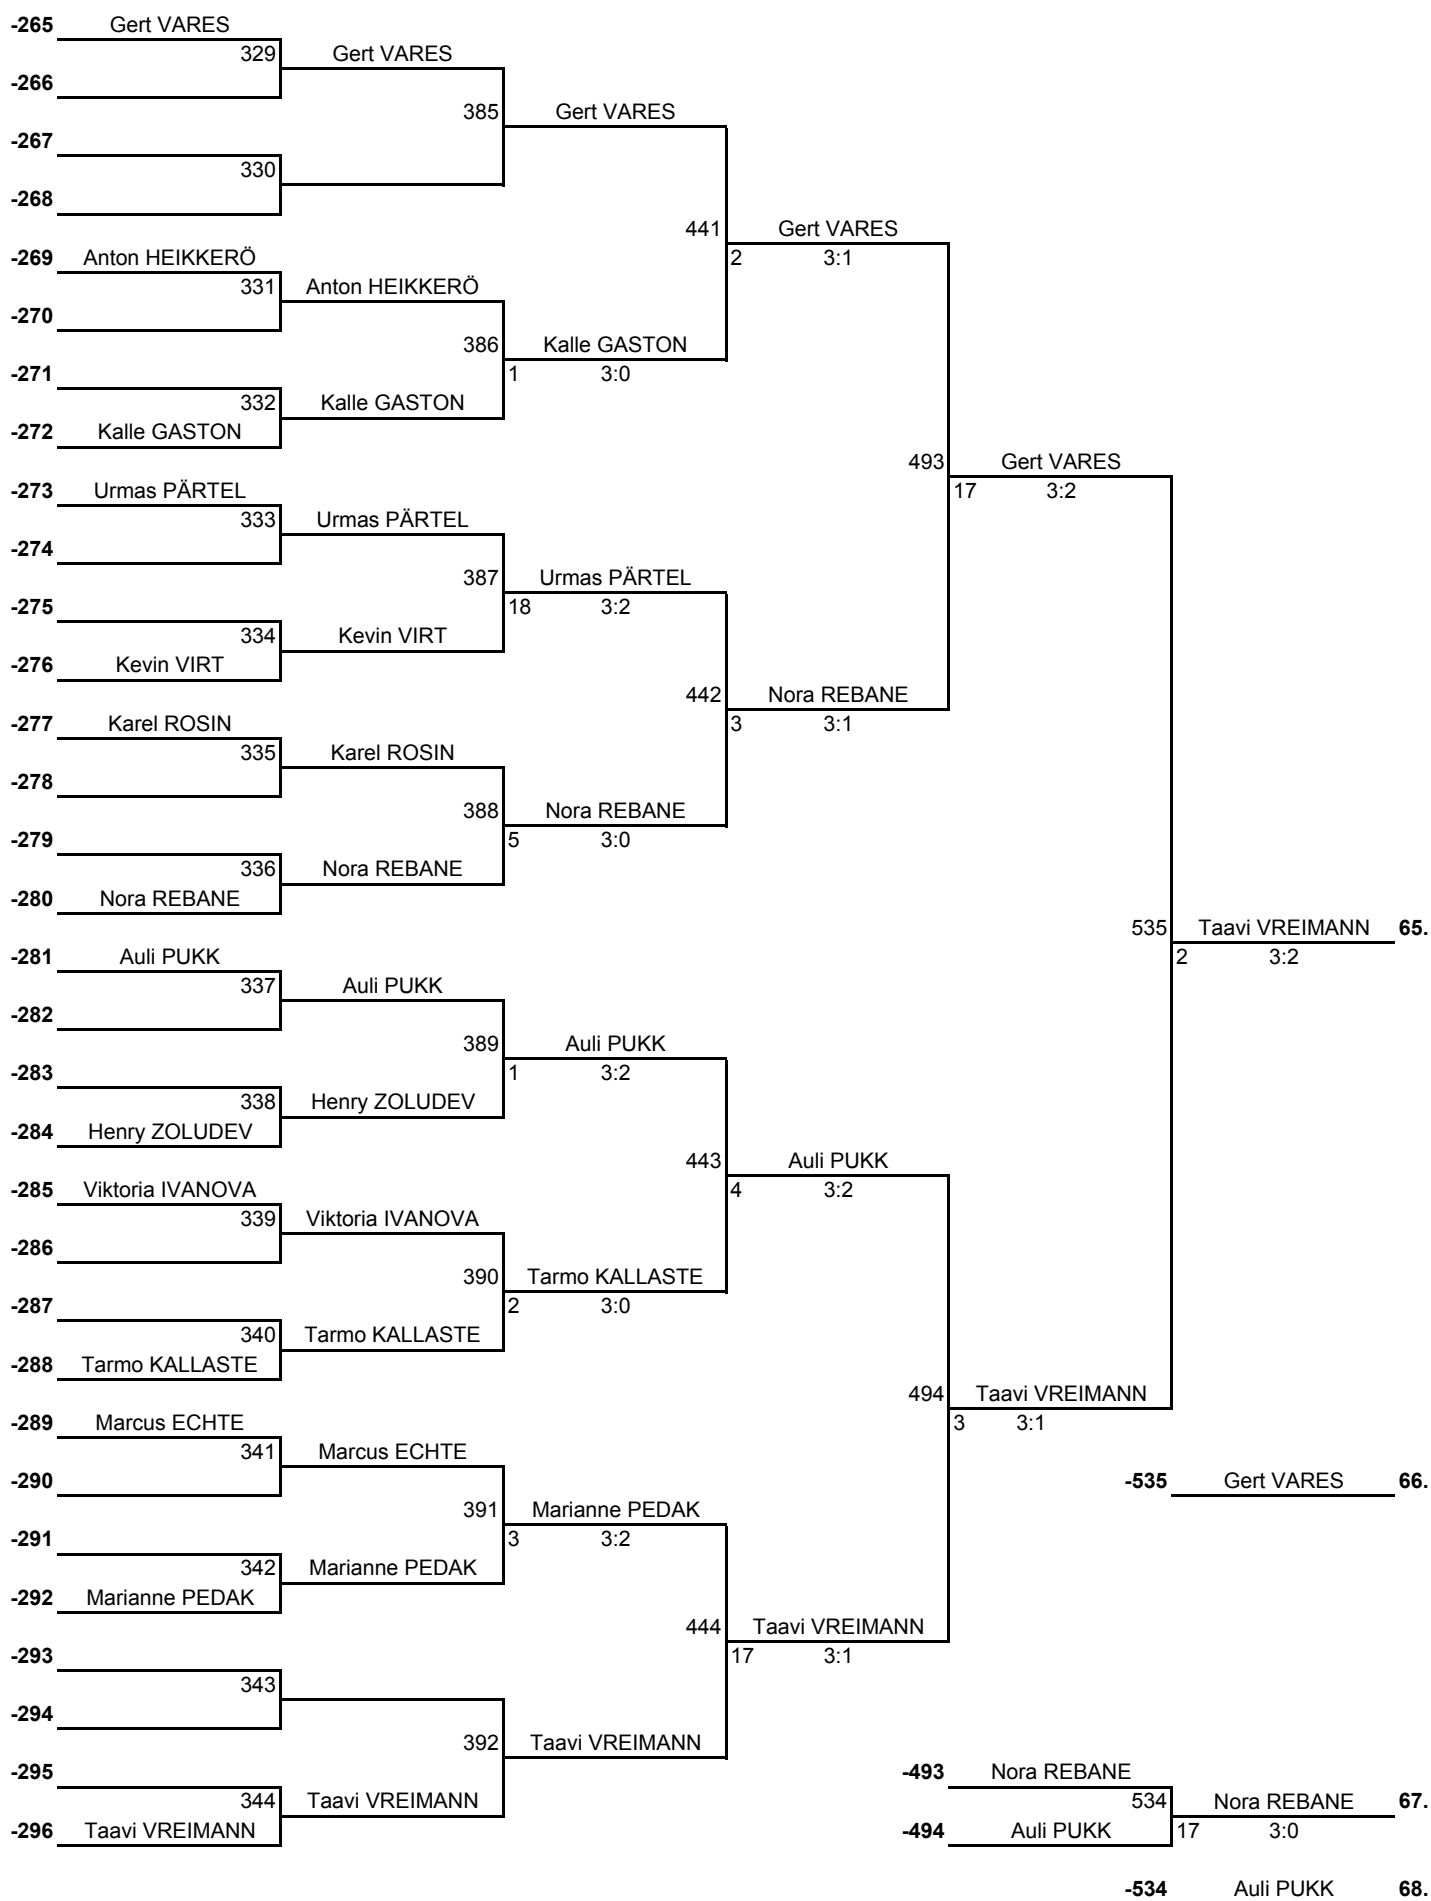 -265 Gert VARES
329 Gert VARES
-266
385 Gert VARES
-267
330
-268
441 Gert VARES
2 3:1
-269 Anton HEIKKERÖ
331 Anton HEIKKERÖ
-270
386 Kalle GASTON
1 3:0
-271
332 Kalle GASTON
-272 Kalle GASTON
493 Gert VARES
17 3:2
-273 Urmas PÄRTEL
333 Urmas PÄRTEL
-274
387 Urmas PÄRTEL
18 3:2
-275
334 Kevin VIRT
-276 Kevin VIRT
442 Nora REBANE
3 3:1
-277 Karel ROSIN
335 Karel ROSIN
-278
388 Nora REBANE
5 3:0
-279
336 Nora REBANE
-280 Nora REBANE
535 Taavi VREIMANN 65.
2 3:2
-281 Auli PUKK
337 Auli PUKK
-282
389 Auli PUKK
1 3:2
-283
338 Henry ZOLUDEV
-284 Henry ZOLUDEV
443 Auli PUKK
4 3:2
-285 Viktoria IVANOVA
339 Viktoria IVANOVA
-286
390 Tarmo KALLASTE
2 3:0
-287
340 Tarmo KALLASTE
-288 Tarmo KALLASTE
494 Taavi VREIMANN
3 3:1
-289 Marcus ECHTE
341 Marcus ECHTE
-290
-535 Gert VARES 66.
391 Marianne PEDAK
3 3:2
-291
342 Marianne PEDAK
-292 Marianne PEDAK
444 Taavi VREIMANN
17 3:1
-293
343
-294
392 Taavi VREIMANN
-295
344 Taavi VREIMANN
-296 Taavi VREIMANN
-493 Nora REBANE
534 Nora REBANE 67.
-494 Auli PUKK
17 3:0
-534 Auli PUKK 68.